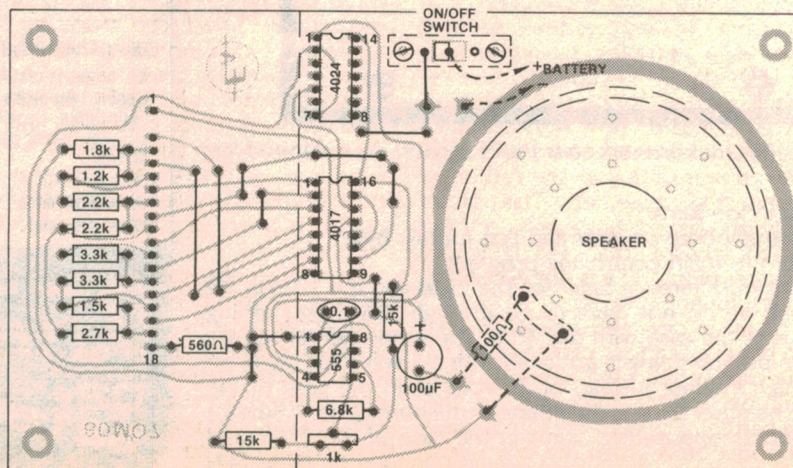 ON/OFF
SWITCH
+BATTERY
1 14
4024
7 8
1
1.8k
1.2k
2.2k
2.2k
3.3k
3.3k
1.5k
2.7k
18
560Ω
1 16
4017
8 9
SPEAKER
0.1
15k
1 8
555
4 5
+
100μF
100Ω
6.8k
15k
1k
80MOL